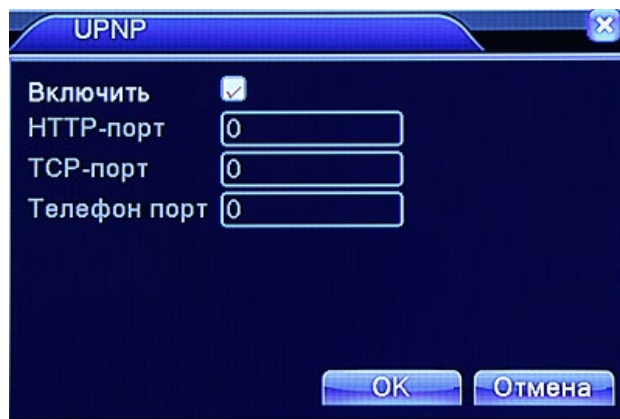 UPNP
Включить
HTTP-порт 0
TCP-порт 0
Телефон порт 0
OK Отмена